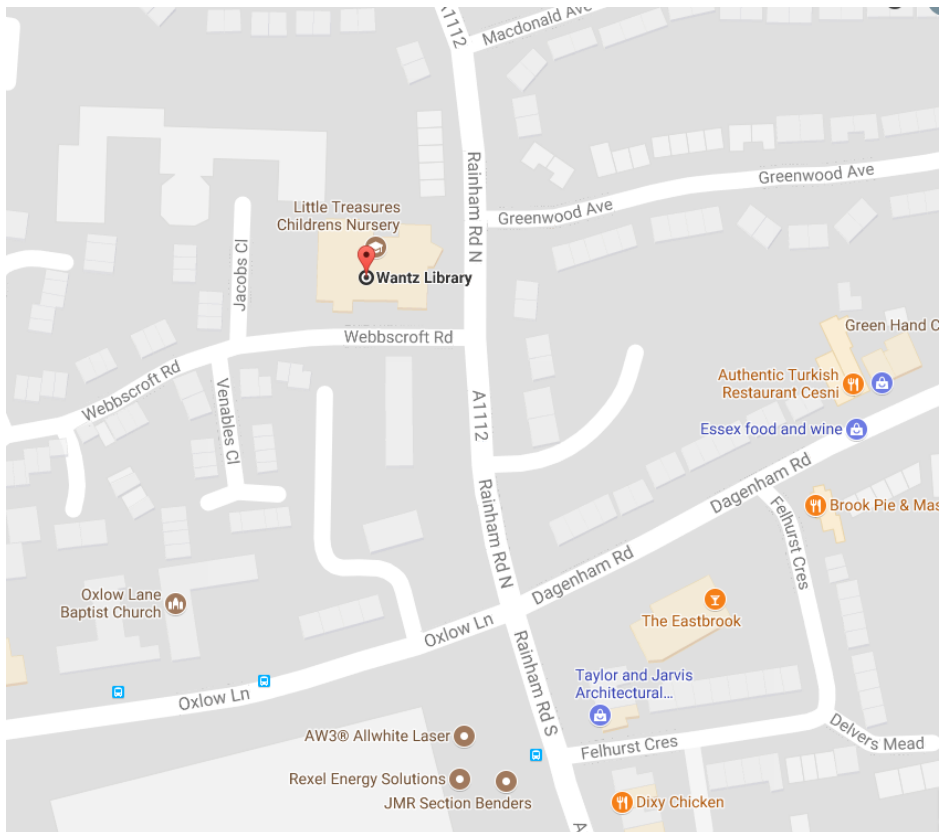 A1112
Macdonald Ave
Rainham Rd N
Greenwood Ave
Greenwood Ave
Little Treasures
Childrens Nursery
Jacobs Cl
Wantz Library
Webbscroft Rd
Green Hand C
Webbscroft Rd
Venables Cl
A1112
Authentic Turkish
Restaurant Cesni
Essex food and wine
Dagenham Rd
Rainham Rd N
Felhurst Cres
Brook Pie & Mas
Dagenham Rd
Oxlow Lane
Baptist Church
Oxlow Ln
The Eastbrook
Rainham Rd S
Oxlow Ln
Taylor and Jarvis
Architectural...
AW3® Allwhite Laser
Felhurst Cres
Delvers Mead
Rexel Energy Solutions
JMR Section Benders
Dixy Chicken
A